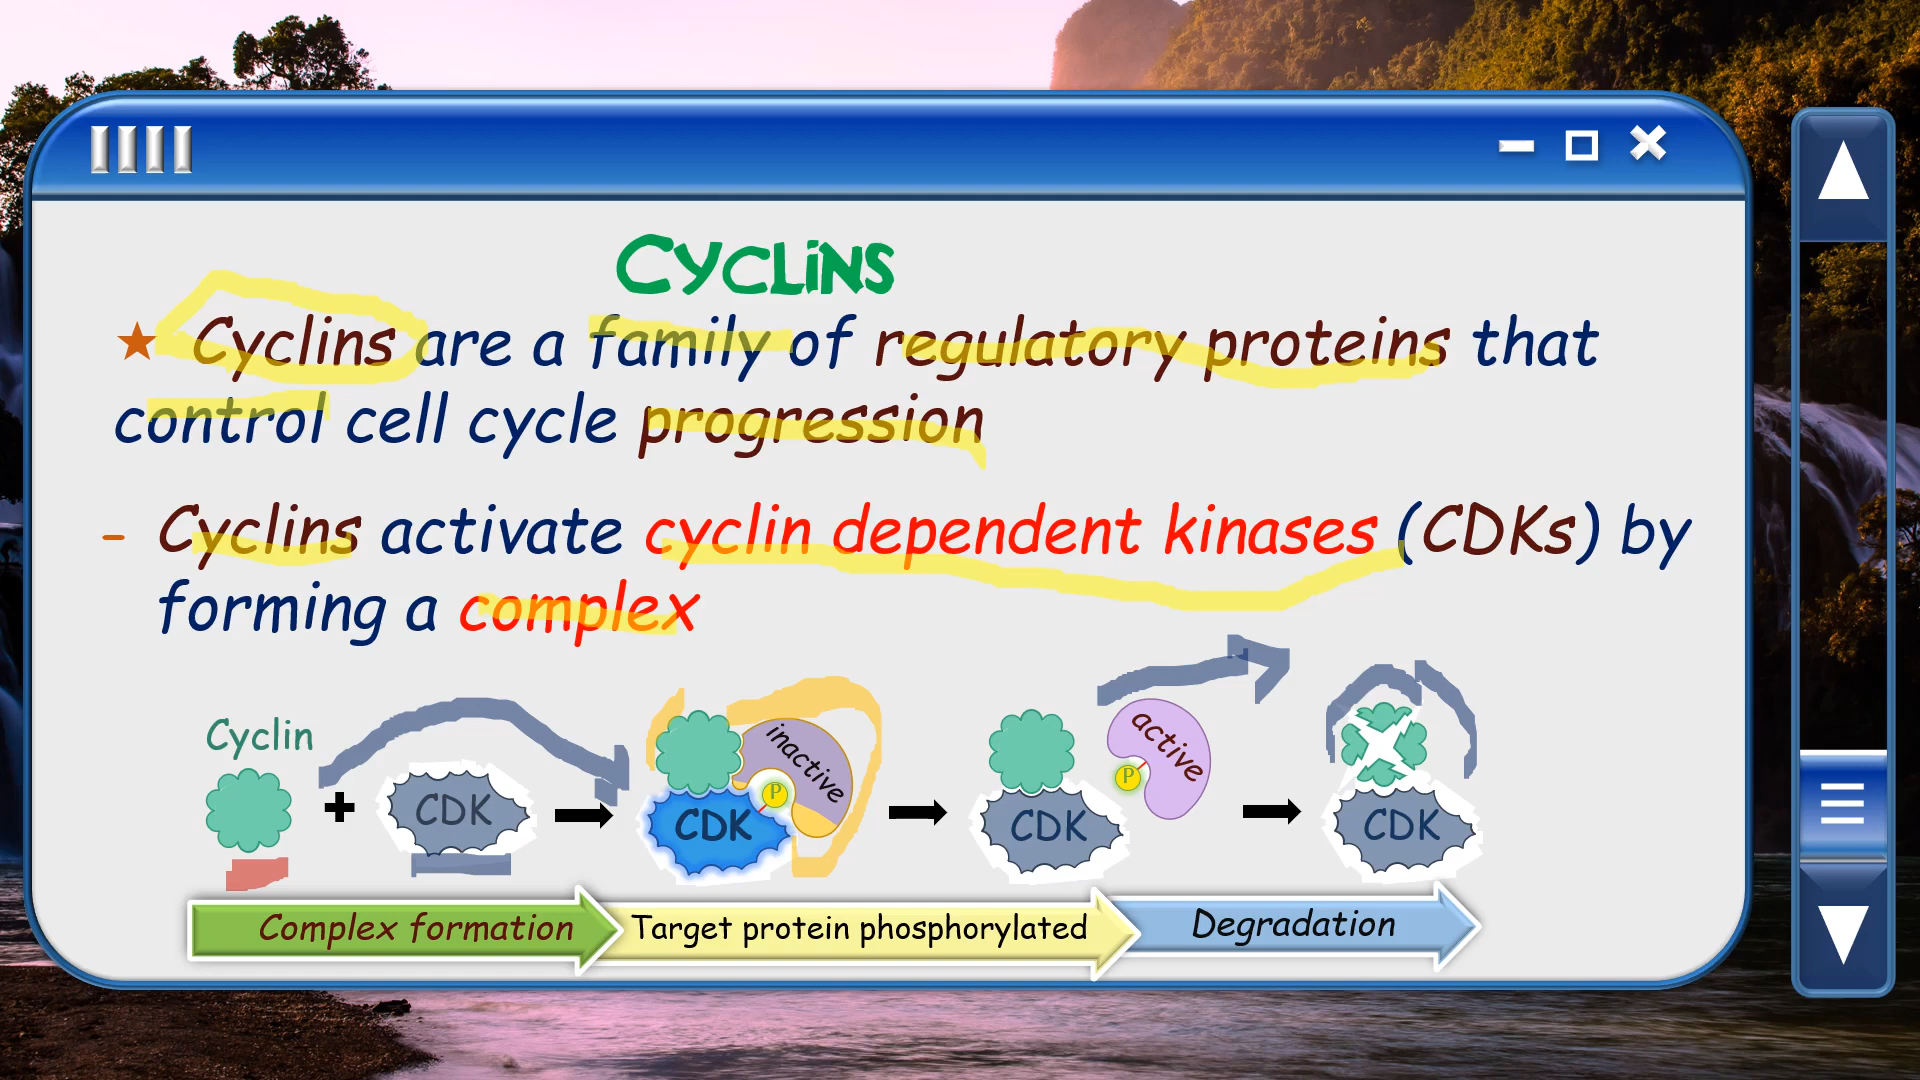 CYCLiNS
Cyclins are a family of regulatory proteins that
control cell cycle progression
- Cyclins activate cyclin dependent kinases (CDKs) by
forming a complex
Cyclin
+
CDK
inactive
P
CDK
active
P
CDK
CDK
Complex formation
Target protein phosphorylated
Degradation